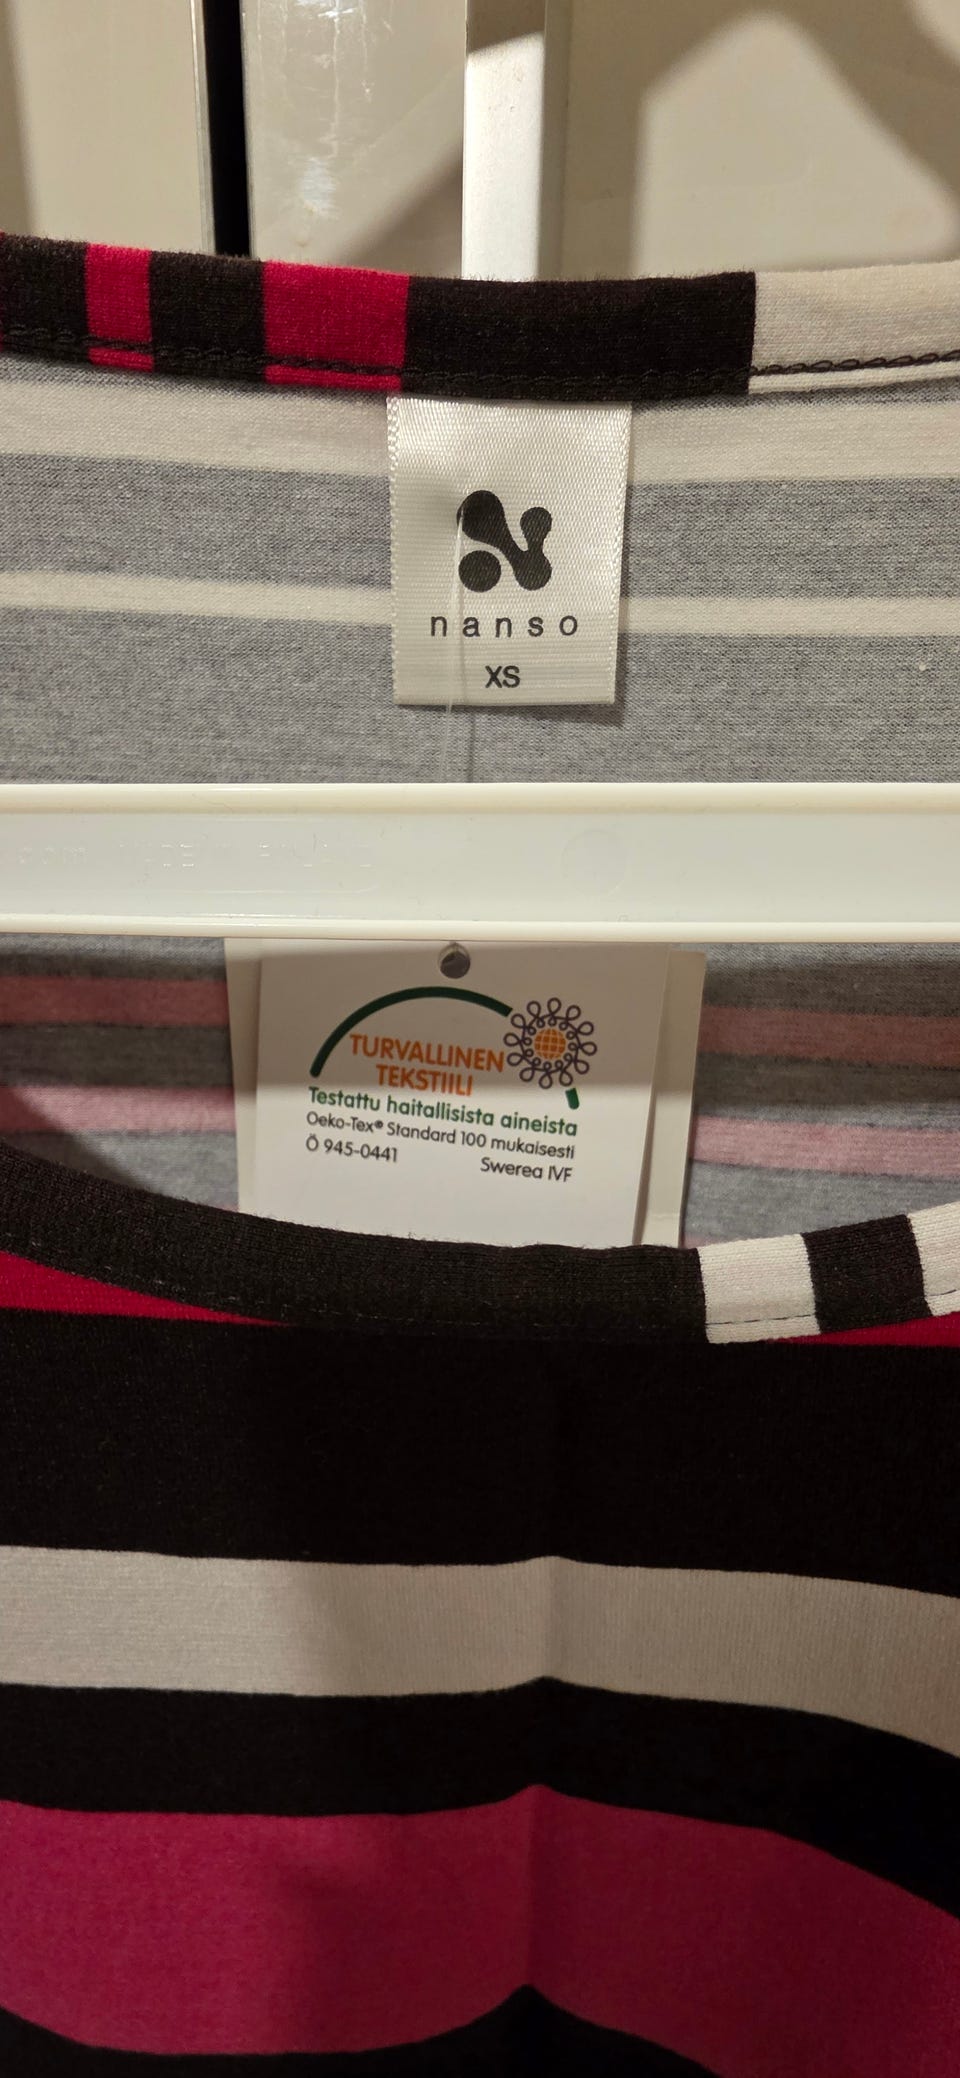 nanso
XS
TURVALLINEN
TEKSTIILI
Testattu haitallisista aineista
Oeko-Tex® Standard 100 mukaisesti
Ö 945-0441 Swerea IVF